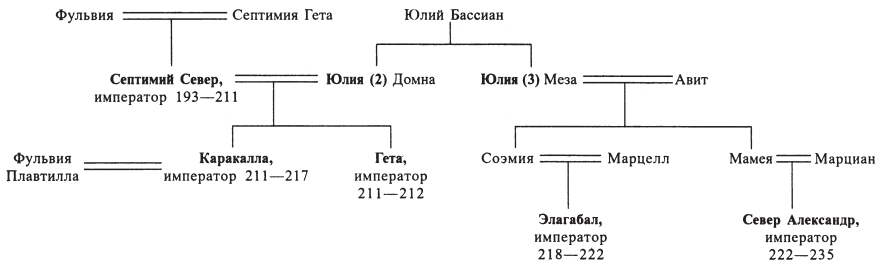 Фульвия Септимия Гета Юлий Бассиан
Септимий Север, Юлия (2) Домна Юлия (3) Меза Авит
император 193—211
Фульвия Каракалла, Гета, Соэмия Марцелл Мамея Марциан
Плавтилла император 211—217 император
211—212
Элагабал, Север Александр,
император император
218—222 222—235